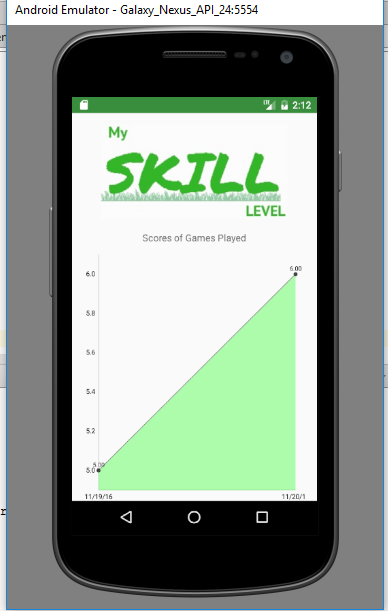 Android Emulator - Galaxy_Nexus_API_24:5554
2:12
My
SKILL
LEVEL
Scores of Games Played
6.00
6.0
5.8
5.6
5.4
5.2
5.00
5.0
11/19/16 11/20/1